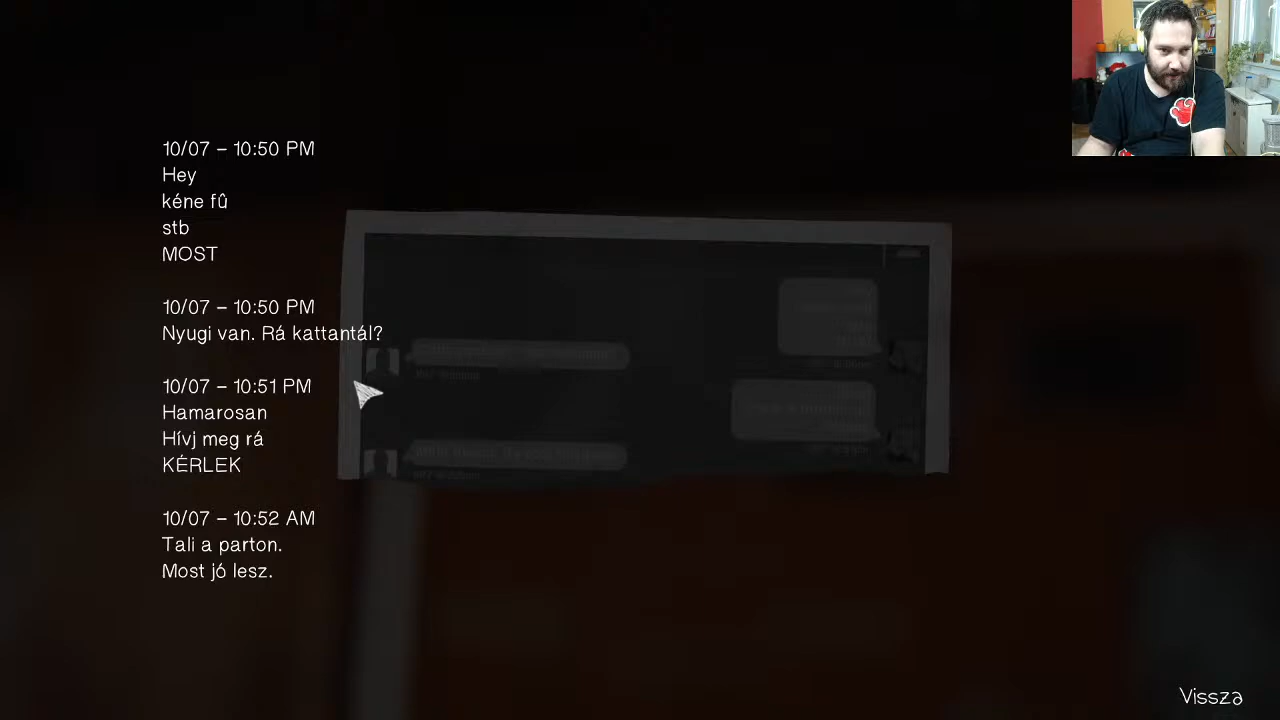 10/07 – 10:50 PM
Hey
kéne fû
stb
MOST
10/07 – 10:50 PM
Nyugi van. Rá kattantál?
10/07 – 10:51 PM
Hamarosan
Hívj meg rá
KÉRLEK
10/07 – 10:52 AM
Tali a parton.
Most jó lesz.
Vissza